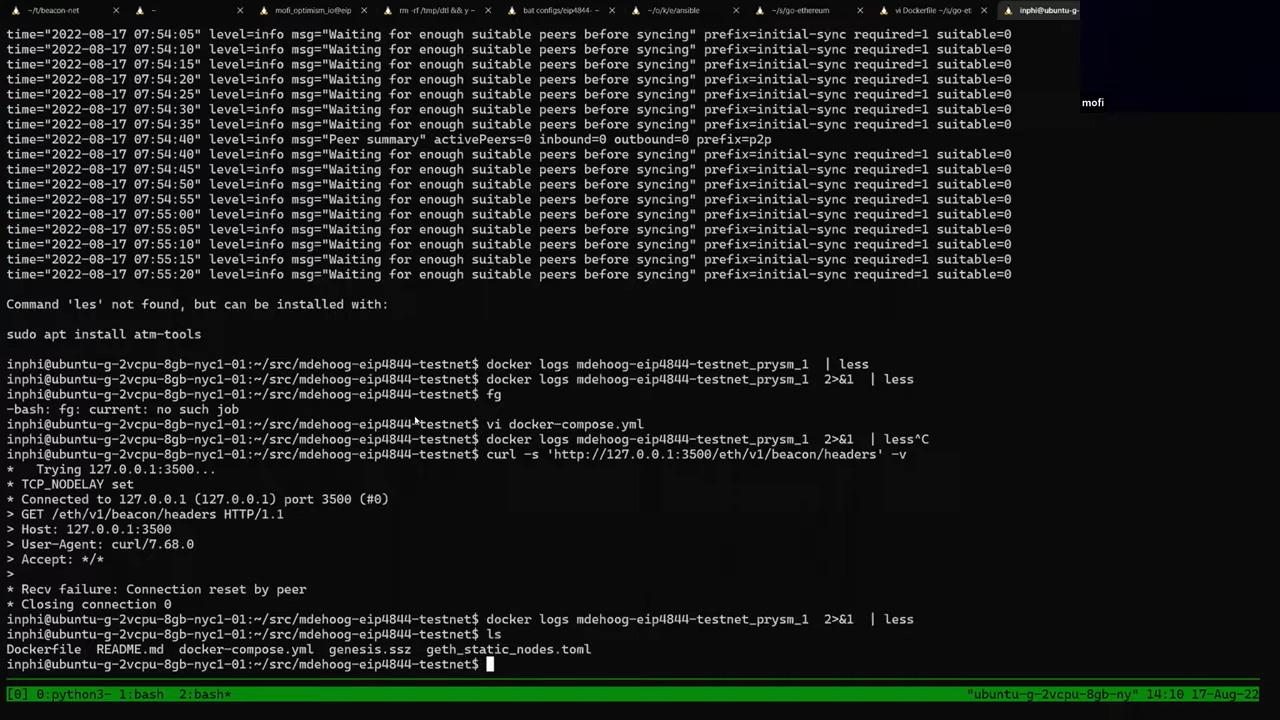 ~/t/beacon-net
~
mofi_optimism_io@eip
rm -rf /tmp/dtl && y ~
bat configs/eip4844-
~/o/k/e/ansible
~/s/go-ethereum
vi Dockerfile ~/s/go-et
inphi@ubuntu-g-
time="2022-08-17 07:54:05" level=info msg="Waiting for enough suitable peers before syncing" prefix=initial-sync required=1 suitable=0
time="2022-08-17 07:54:10" level=info msg="Waiting for enough suitable peers before syncing" prefix=initial-sync required=1 suitable=0
time="2022-08-17 07:54:15" level=info msg="Waiting for enough suitable peers before syncing" prefix=initial-sync required=1 suitable=0
time="2022-08-17 07:54:20" level=info msg="Waiting for enough suitable peers before syncing" prefix=initial-sync required=1 suitable=0
time="2022-08-17 07:54:25" level=info msg="Waiting for enough suitable peers before syncing" prefix=initial-sync required=1 suitable=0
time="2022-08-17 07:54:30" level=info msg="Waiting for enough suitable peers before syncing" prefix=initial-sync required=1 suitable=0
time="2022-08-17 07:54:35" level=info msg="Waiting for enough suitable peers before syncing" prefix=initial-sync required=1 suitable=0
time="2022-08-17 07:54:40" level=info msg="Peer summary" activePeers=0 inbound=0 outbound=0 prefix=p2p
time="2022-08-17 07:54:40" level=info msg="Waiting for enough suitable peers before syncing" prefix=initial-sync required=1 suitable=0
time="2022-08-17 07:54:45" level=info msg="Waiting for enough suitable peers before syncing" prefix=initial-sync required=1 suitable=0
time="2022-08-17 07:54:50" level=info msg="Waiting for enough suitable peers before syncing" prefix=initial-sync required=1 suitable=0
time="2022-08-17 07:54:55" level=info msg="Waiting for enough suitable peers before syncing" prefix=initial-sync required=1 suitable=0
time="2022-08-17 07:55:00" level=info msg="Waiting for enough suitable peers before syncing" prefix=initial-sync required=1 suitable=0
time="2022-08-17 07:55:05" level=info msg="Waiting for enough suitable peers before syncing" prefix=initial-sync required=1 suitable=0
time="2022-08-17 07:55:10" level=info msg="Waiting for enough suitable peers before syncing" prefix=initial-sync required=1 suitable=0
time="2022-08-17 07:55:15" level=info msg="Waiting for enough suitable peers before syncing" prefix=initial-sync required=1 suitable=0
time="2022-08-17 07:55:20" level=info msg="Waiting for enough suitable peers before syncing" prefix=initial-sync required=1 suitable=0
mofi
Command 'les' not found, but can be installed with:
sudo apt install atm-tools
inphi@ubuntu-g-2vcpu-8gb-nyc1-01:~/src/mdehoog-eip4844-testnet$ docker logs mdehoog-eip4844-testnet_prysm_1  | less
inphi@ubuntu-g-2vcpu-8gb-nyc1-01:~/src/mdehoog-eip4844-testnet$ docker logs mdehoog-eip4844-testnet_prysm_1  2>&1  | less
inphi@ubuntu-g-2vcpu-8gb-nyc1-01:~/src/mdehoog-eip4844-testnet$ fg
-bash: fg: current: no such job
inphi@ubuntu-g-2vcpu-8gb-nyc1-01:~/src/mdehoog-eip4844-testnet$ vi docker-compose.yml
inphi@ubuntu-g-2vcpu-8gb-nyc1-01:~/src/mdehoog-eip4844-testnet$ docker logs mdehoog-eip4844-testnet_prysm_1  2>&1  | less^C
inphi@ubuntu-g-2vcpu-8gb-nyc1-01:~/src/mdehoog-eip4844-testnet$ curl -s 'http://127.0.0.1:3500/eth/v1/beacon/headers' -v
*   Trying 127.0.0.1:3500...
* TCP_NODELAY set
* Connected to 127.0.0.1 (127.0.0.1) port 3500 (#0)
> GET /eth/v1/beacon/headers HTTP/1.1
> Host: 127.0.0.1:3500
> User-Agent: curl/7.68.0
> Accept: */*
>
* Recv failure: Connection reset by peer
* Closing connection 0
inphi@ubuntu-g-2vcpu-8gb-nyc1-01:~/src/mdehoog-eip4844-testnet$ docker logs mdehoog-eip4844-testnet_prysm_1  2>&1  | less
inphi@ubuntu-g-2vcpu-8gb-nyc1-01:~/src/mdehoog-eip4844-testnet$ ls
Dockerfile  README.md  docker-compose.yml  genesis.ssz  geth_static_nodes.toml
inphi@ubuntu-g-2vcpu-8gb-nyc1-01:~/src/mdehoog-eip4844-testnet$
[0] 0:python3- 1:bash  2:bash*  "ubuntu-g-2vcpu-8gb-ny" 14:10 17-Aug-22